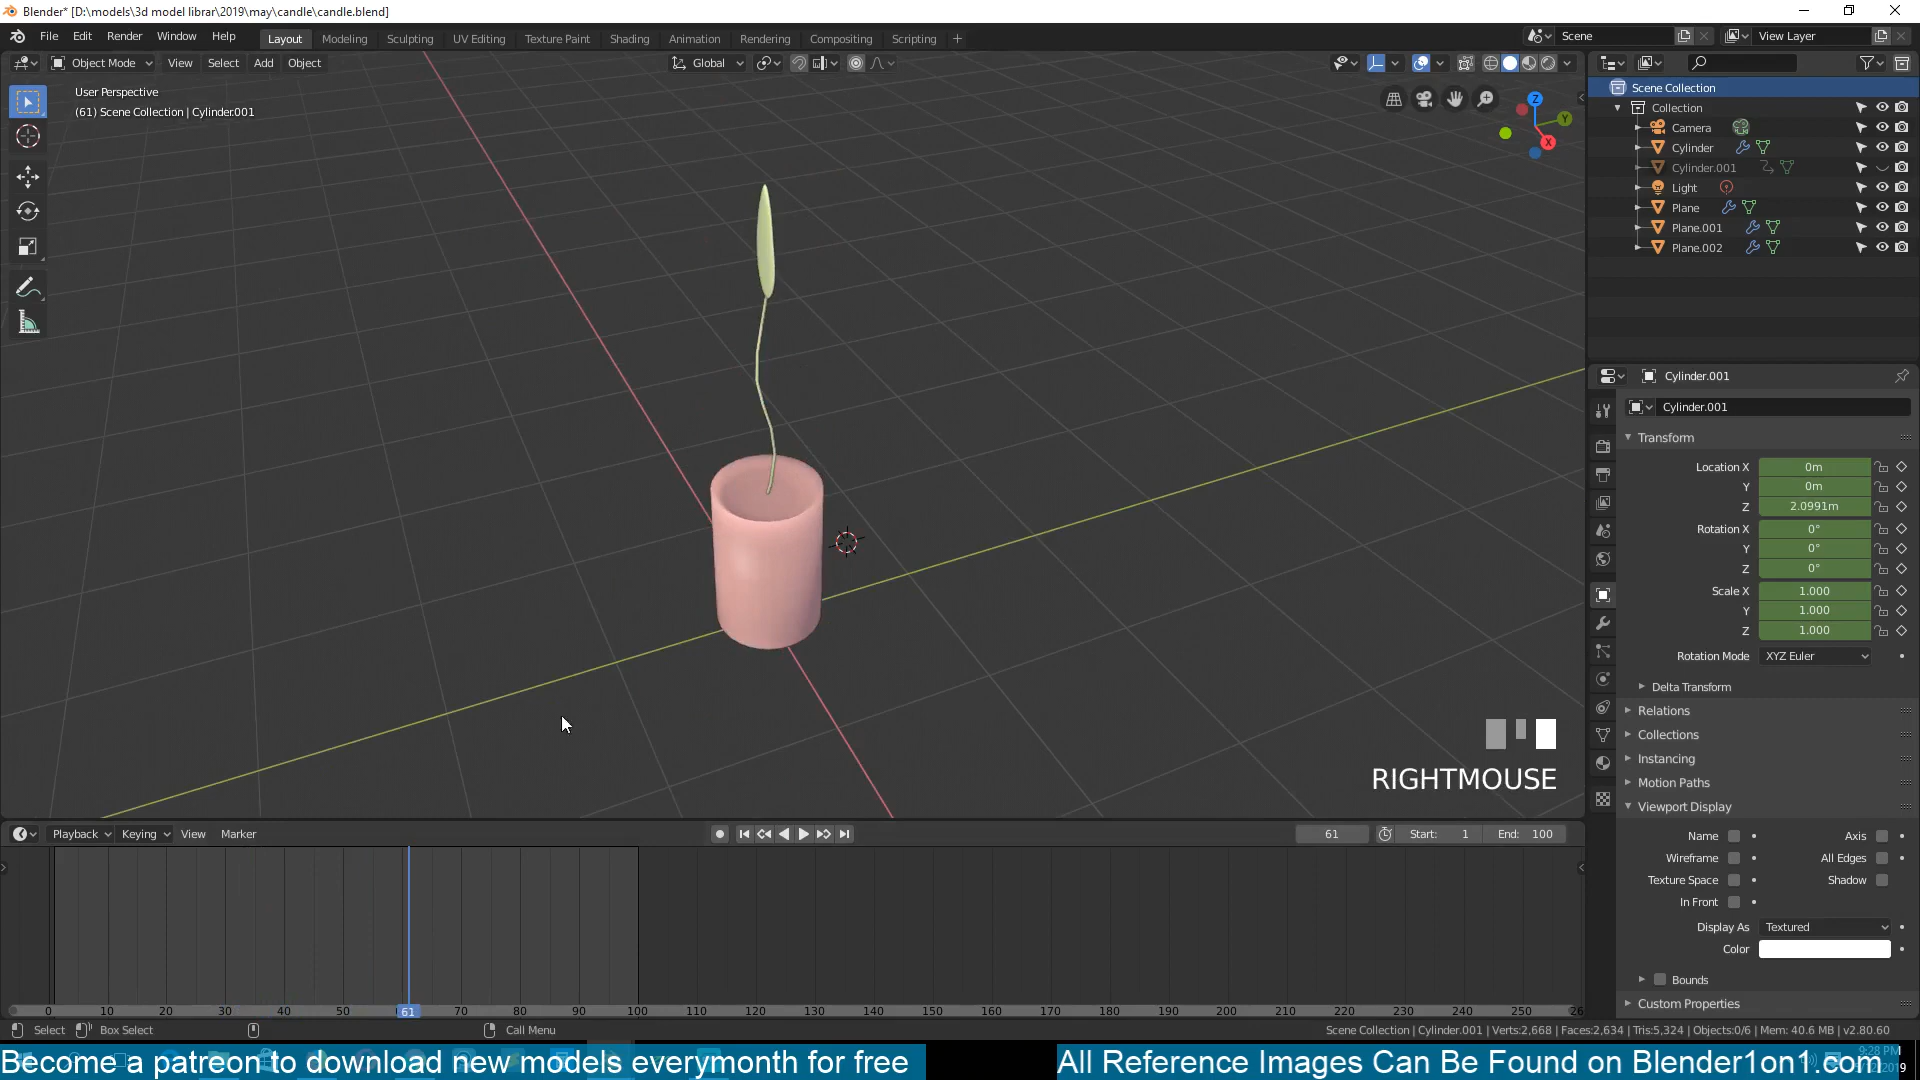 Blender* [D:\models\3d model librar\2019\may\candle\candle.blend]
File Edit Render Window Help
Layout Modeling Sculpting UV Editing Texture Paint Shading Animation Rendering Compositing Scripting +
Scene
View Layer
Object Mode View Select Add Object
Global
User Perspective
(61) Scene Collection | Cylinder.001
Z
Y
X
Scene Collection
Collection
Camera
Cylinder
Cylinder.001
Light
Plane
Plane.001
Plane.002
Cylinder.001
Cylinder.001
Transform
Location X 0m
Y 0m
Z 2.0991m
Rotation X 0°
Y 0°
Z 0°
Scale X 1.000
Y 1.000
Z 1.000
Rotation Mode XYZ Euler
Delta Transform
Relations
Collections
Instancing
Motion Paths
Viewport Display
Name Axis
Wireframe All Edges
Texture Space Shadow
In Front
Display As Textured
Color
Bounds
Custom Properties
RIGHTMOUSE
Playback Keying View Marker
61 Start: 1 End: 100
0 10 20 30 40 50 61 70 80 90 100 110 120 130 140 150 160 170 180 190 200 210 220 230 240 250 26
Select Box Select Call Menu
Scene Collection | Cylinder.001 | Verts:2,668 | Faces:2,634 | Tris:5,324 | Objects:0/6 | Mem: 40.6 MB | v2.80.60
Become a patreon to download new models everymonth for free
All Reference Images Can Be Found on Blender1on1.com
9:28 PM